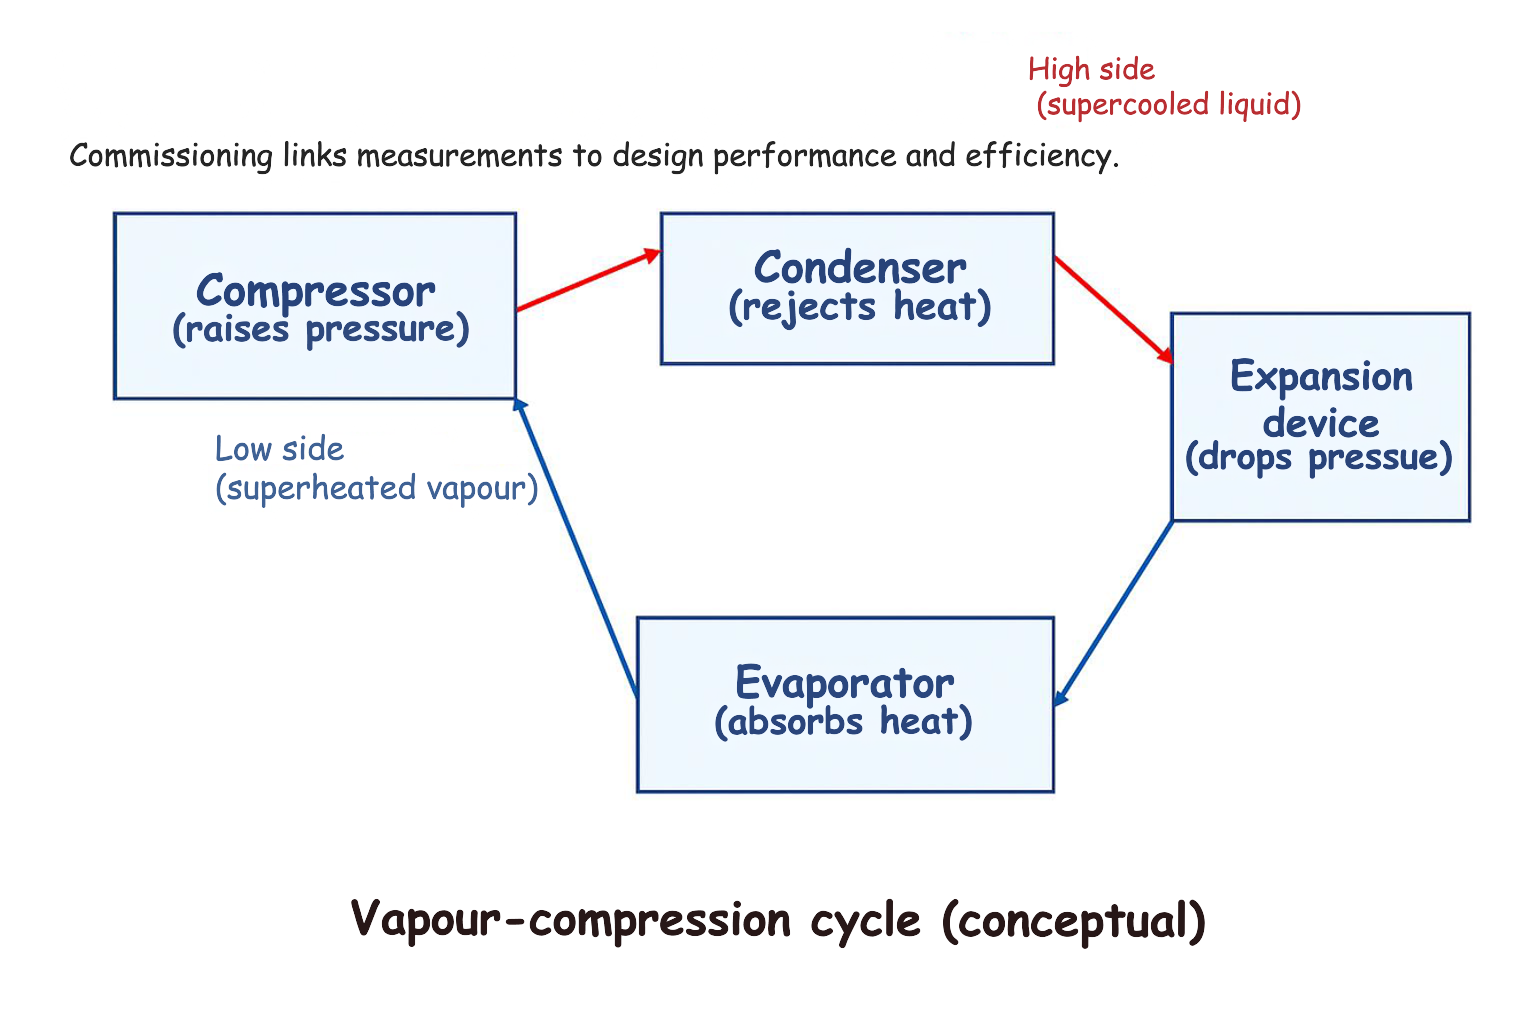 High side
(supercooled liquid)
Commissioning links measurements to design performance and efficiency.
Compressor
(raises pressure)
Condenser
(rejects heat)
Expansion
device
(drops pressue)
Low side
(superheated vapour)
Evaporator
(absorbs heat)
Vapour-compression cycle (conceptual)